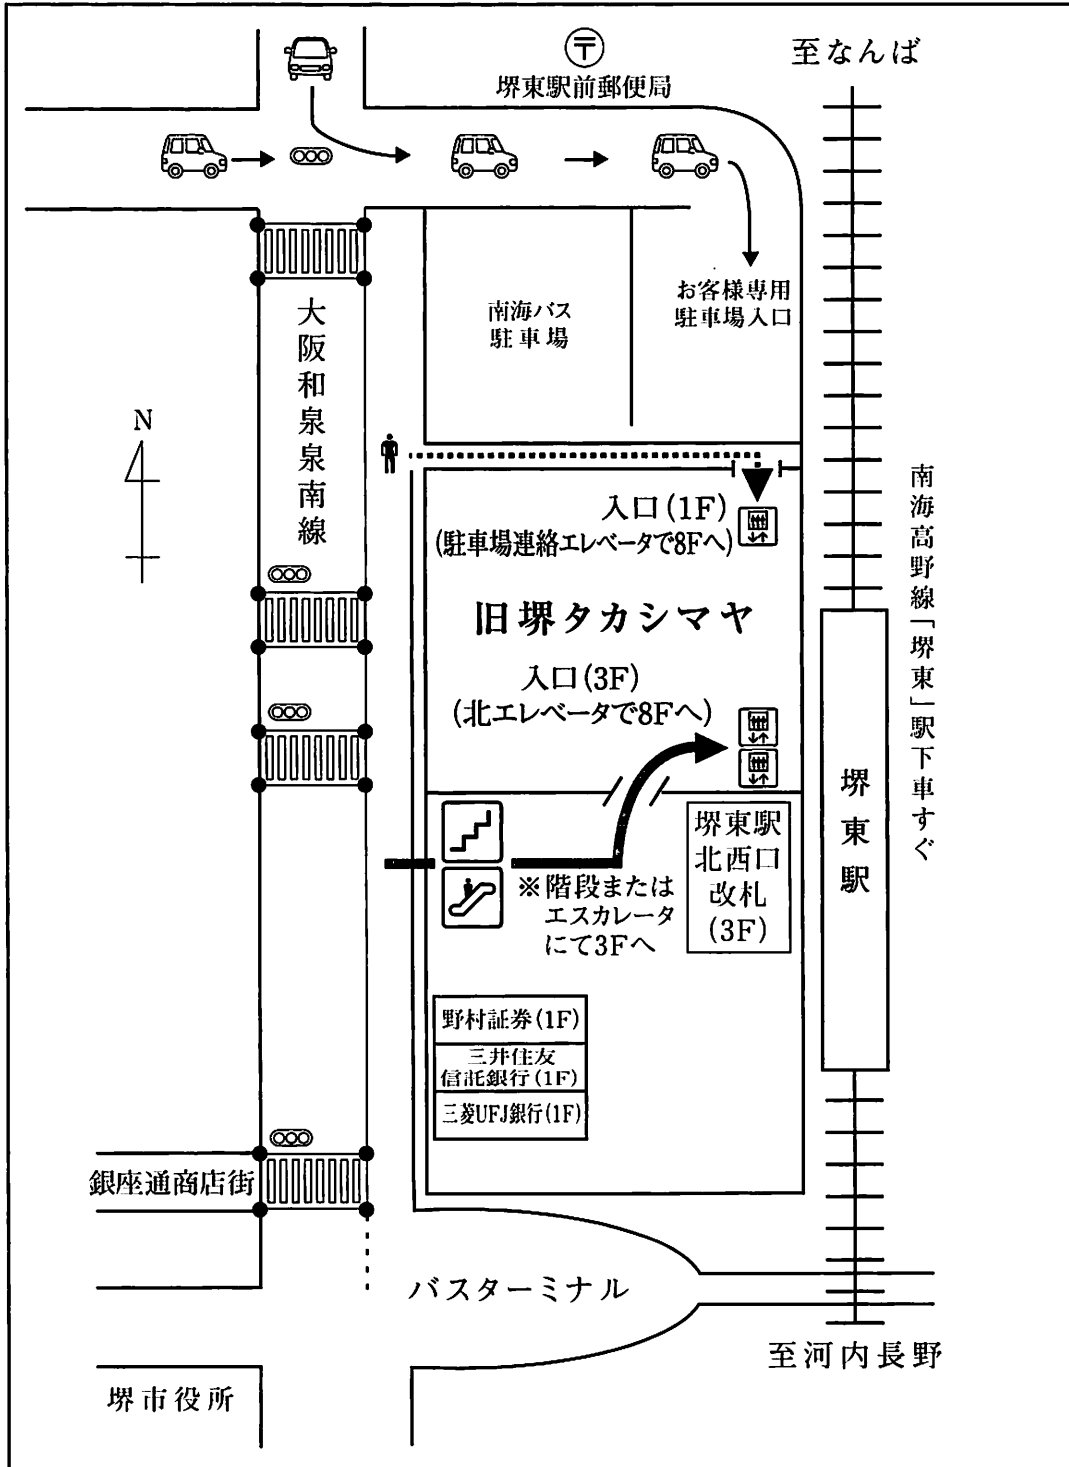 〒
堺東駅前郵便局
至なんば
大阪和泉泉南線
南海バス
駐車場
お客様専用
駐車場入口
N
入口(1F)
(駐車場連絡エレベータで8Fへ)
旧堺タカシマヤ
入口(3F)
(北エレベータで8Fへ)
南海高野線「堺東」駅下車すぐ
堺東駅
堺東駅
北西口
改札
(3F)
※階段または
エスカレータ
にて3Fへ
野村証券(1F)
三井住友
信託銀行(1F)
三菱UFJ銀行(1F)
銀座通商店街
バスターミナル
至河内長野
堺市役所